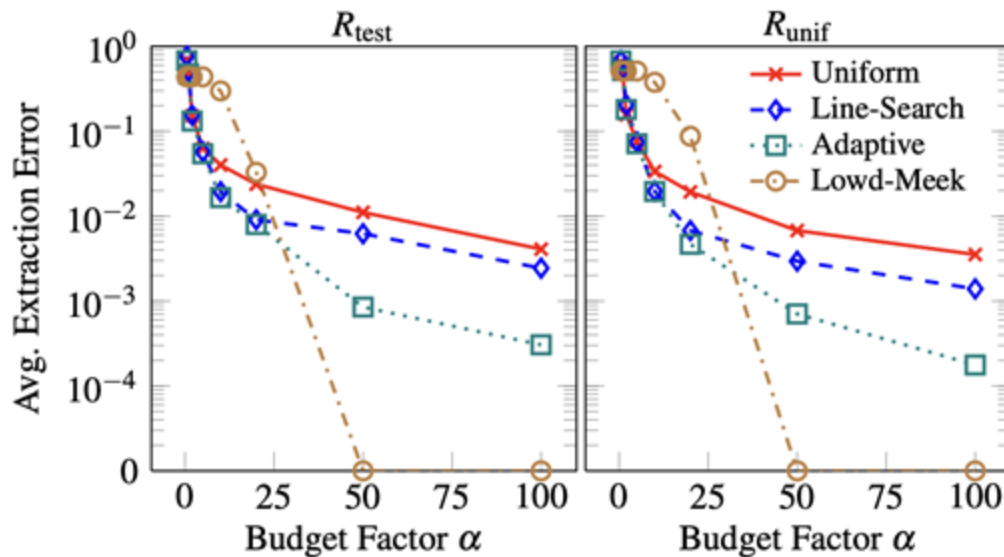 R_test
R_unif
Avg. Extraction Error
10^0
10^-1
10^-2
10^-3
10^-4
0
Uniform
Line-Search
Adaptive
Lowd-Meek
0 25 50 75 100
0 25 50 75 100
Budget Factor α
Budget Factor α